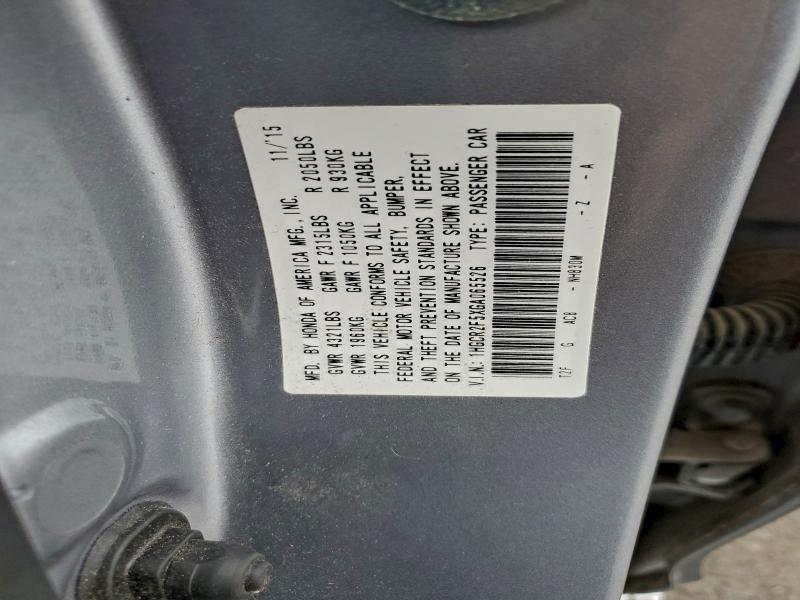 MFD. BY HONDA OF AMERICA MFG., INC. 11/'15
GVWR 4321LBS GAWR F 2315LBS R 2050LBS
GVWR 1960KG GAWR F 1050KG R 930KG
THIS VEHICLE CONFORMS TO ALL APPLICABLE
FEDERAL MOTOR VEHICLE SAFETY, BUMPER,
AND THEFT PREVENTION STANDARDS IN EFFECT
ON THE DATE OF MANUFACTURE SHOWN ABOVE.
V.I.N.: 1HGCR2F5XGA065526 TYPE: PASSENGER CAR
T2F G AC8 - NH830M - Z - A